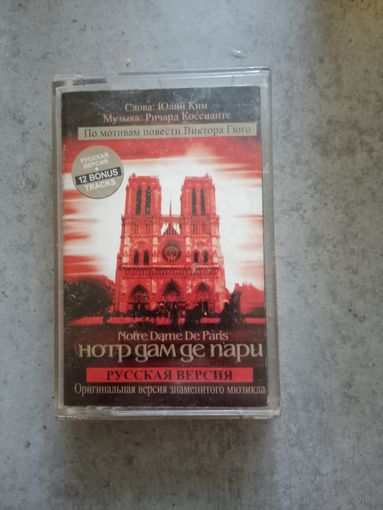 Слова: Юлий Ким
Музыка: Ричард Коссианте
По мотивам повести Виктора Гюго
РУССКАЯ
ВЕРСИЯ
+
12 BONUS
TRACKS
Notre Dame De Paris
нотр дам де пари
РУССКАЯ ВЕРСИЯ
Оригинальная версия знаменитого мюзикла